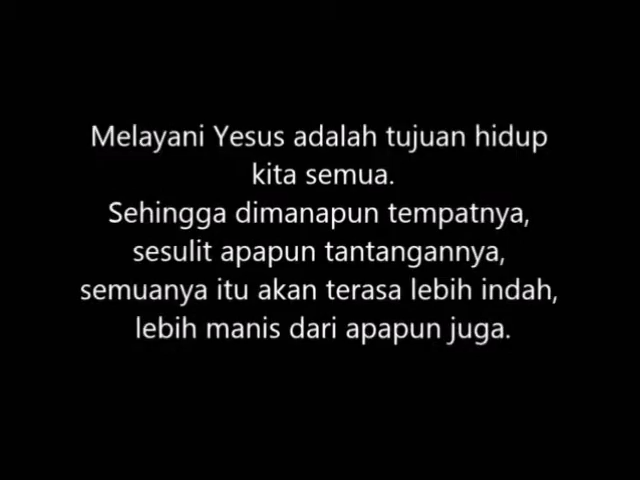 Melayani Yesus adalah tujuan hidup
kita semua.
Sehingga dimanapun tempatnya,
sesulit apapun tantangannya,
semuanya itu akan terasa lebih indah,
lebih manis dari apapun juga.